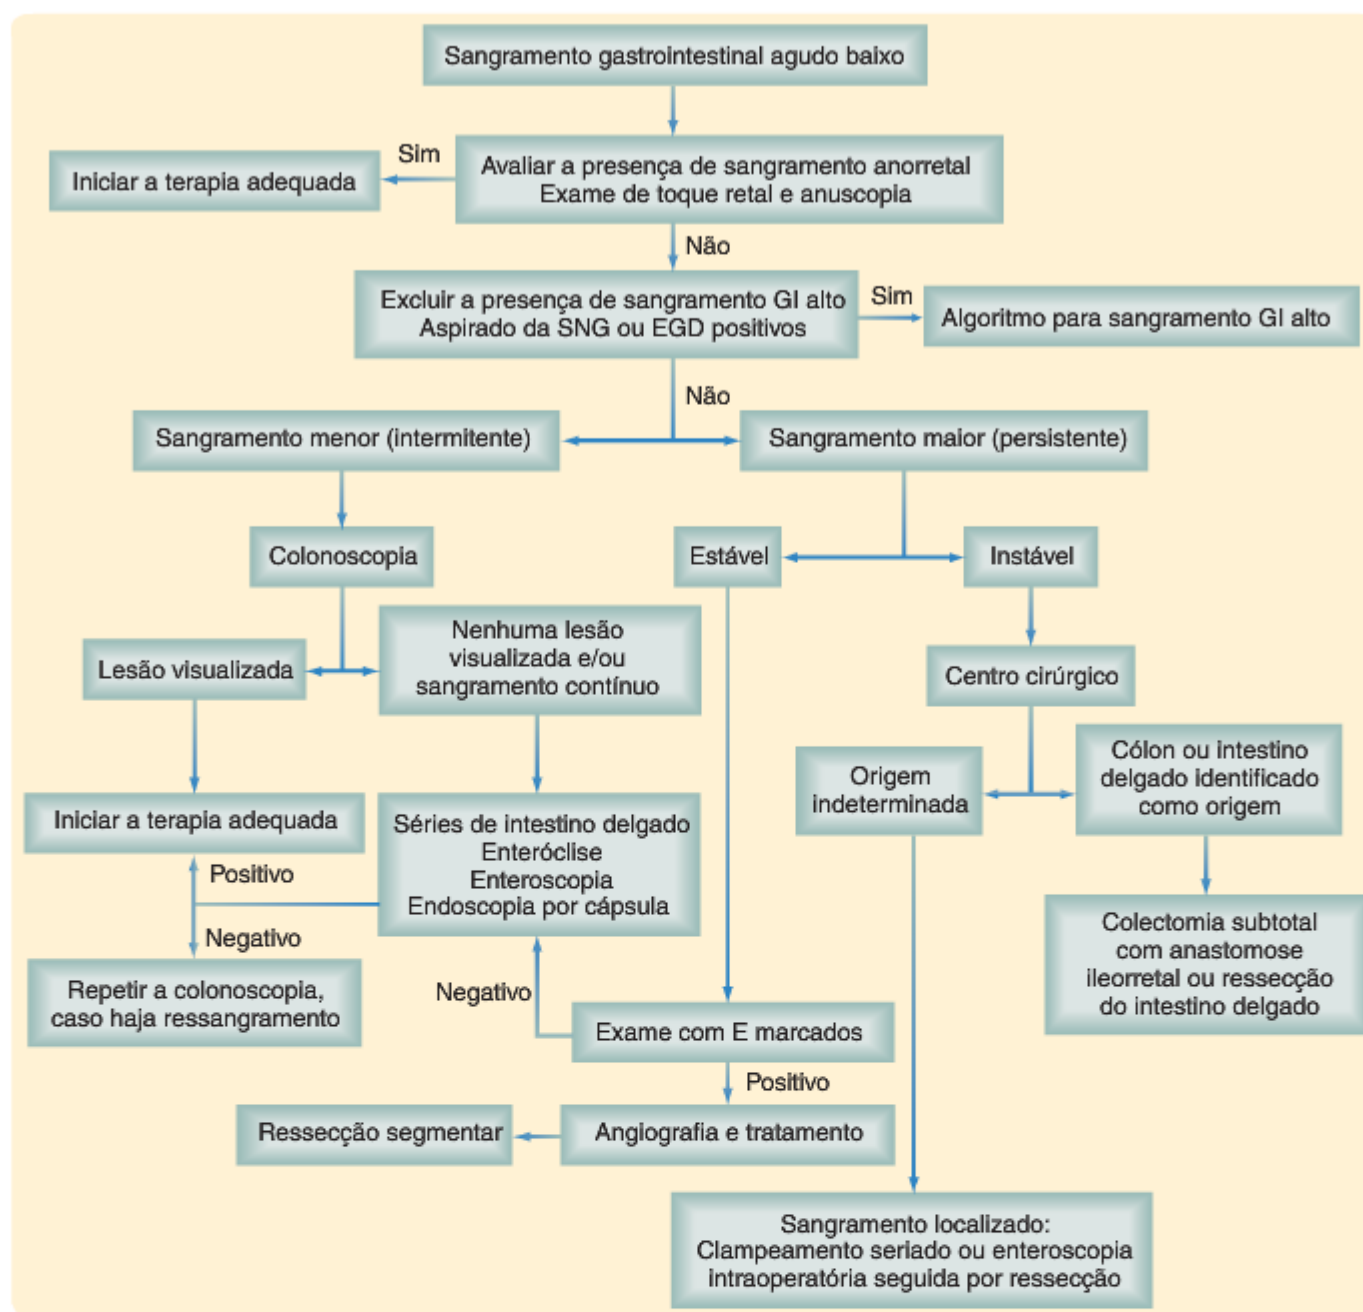 Sangramento gastrointestinal agudo baixo
Sim
Avaliar a presença de sangramento anorretal
Exame de toque retal e anuscopia
Iniciar a terapia adequada
Não
Excluir a presença de sangramento GI alto
Aspirado da SNG ou EGD positivos
Sim
Algoritmo para sangramento GI alto
Não
Sangramento menor (intermitente)
Sangramento maior (persistente)
Colonoscopia
Estável
Instável
Lesão visualizada
Nenhuma lesão
visualizada e/ou
sangramento contínuo
Centro cirúrgico
Origem
indeterminada
Cólon ou intestino
delgado identificado
como origem
Iniciar a terapia adequada
Séries de intestino delgado
Enteróclise
Enteroscopia
Endoscopia por cápsula
Positivo
Negativo
Repetir a colonoscopia,
caso haja ressangramento
Negativo
Colectomia subtotal
com anastomose
ileorretal ou ressecção
do intestino delgado
Exame com E marcados
Positivo
Ressecção segmentar
Angiografia e tratamento
Sangramento localizado:
Clampeamento seriado ou enteroscopia
intraoperatória seguida por ressecção